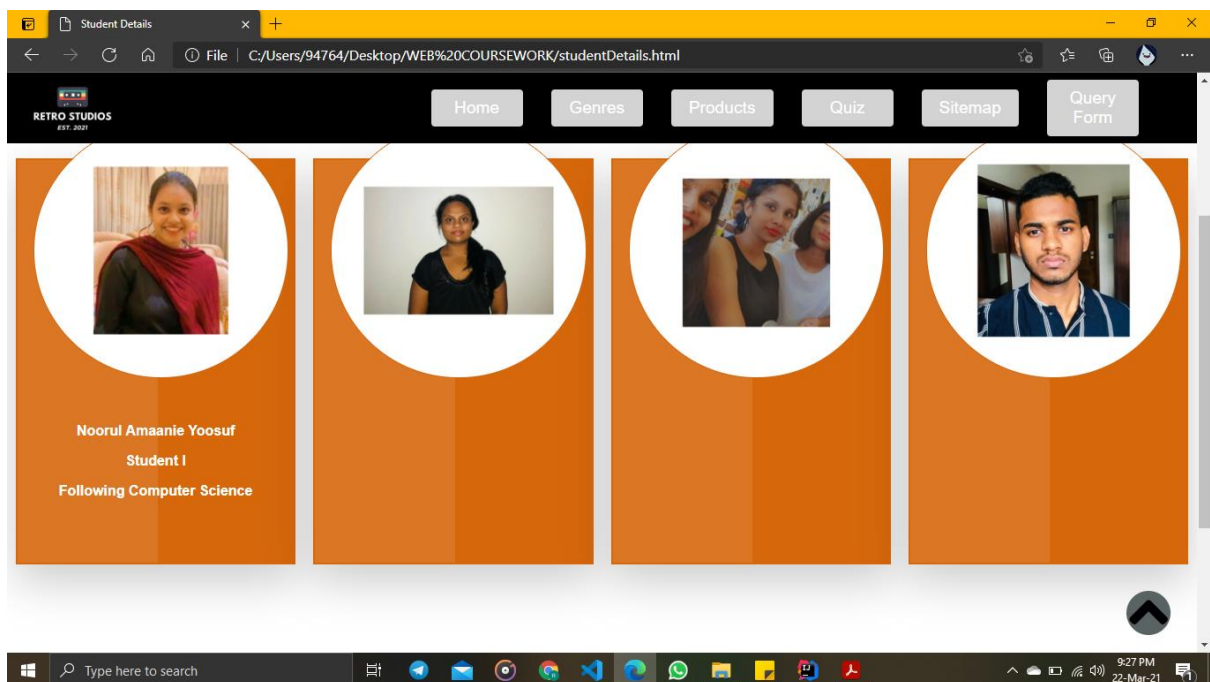 Student Details
File
C:/Users/94764/Desktop/WEB%20COURSEWORK/studentDetails.html
RETRO STUDIOS
EST. 2021
Home
Genres
Products
Quiz
Sitemap
Query
Form
Noorul Amaanie Yoosuf
Student I
Following Computer Science
Type here to search
9:27 PM
22-Mar-21
1